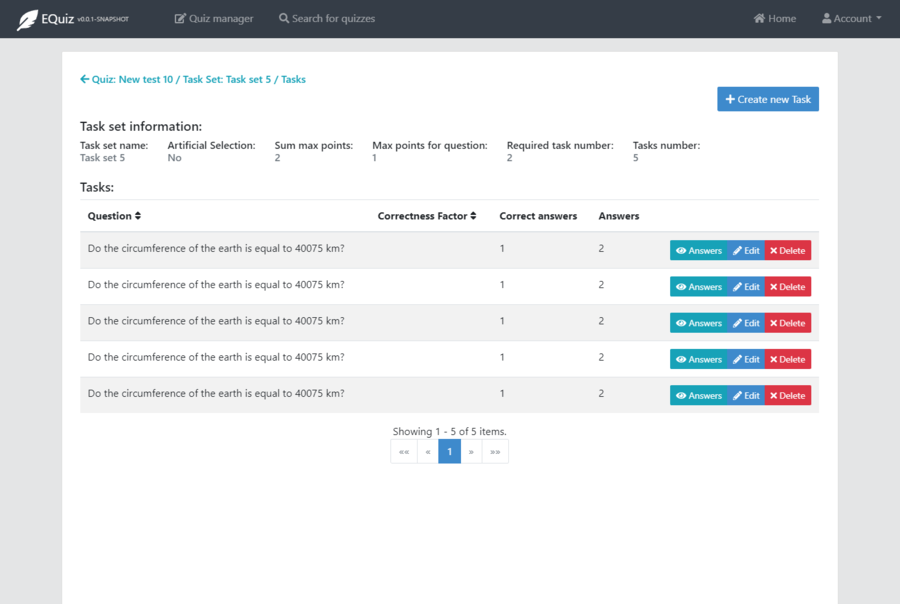 EQuiz v0.0.1-SNAPSHOT Quiz manager Search for quizzes Home Account
Quiz: New test 10 / Task Set: Task set 5 / Tasks
Create new Task
Task set information:
Task set name: Artificial Selection: Sum max points: Max points for question: Required task number: Tasks number:
Task set 5 No 2 1 2 5
Tasks:
Question Correctness Factor Correct answers Answers
Do the circumference of the earth is equal to 40075 km? 1 2 Answers Edit Delete
Do the circumference of the earth is equal to 40075 km? 1 2 Answers Edit Delete
Do the circumference of the earth is equal to 40075 km? 1 2 Answers Edit Delete
Do the circumference of the earth is equal to 40075 km? 1 2 Answers Edit Delete
Do the circumference of the earth is equal to 40075 km? 1 2 Answers Edit Delete
Showing 1 - 5 of 5 items.
«« « 1 » »»